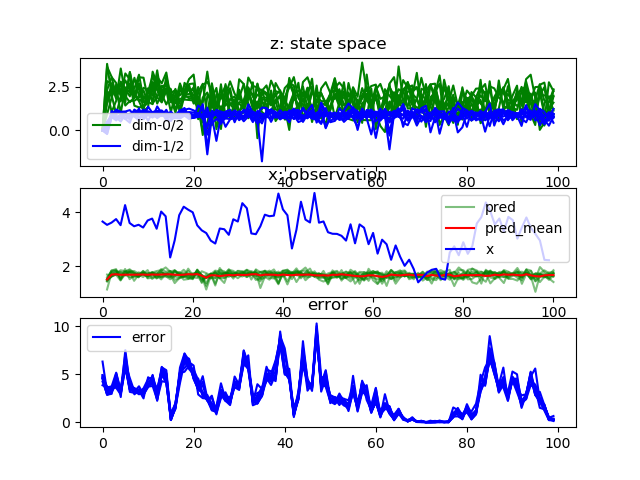 z: state space
2.5
0.0
dim-0/2
dim-1/2
0 20 40 60 80 100
x: observation
4
2
pred
pred_mean
x
0 20 40 60 80 100
error
10
5
0
error
0 20 40 60 80 100